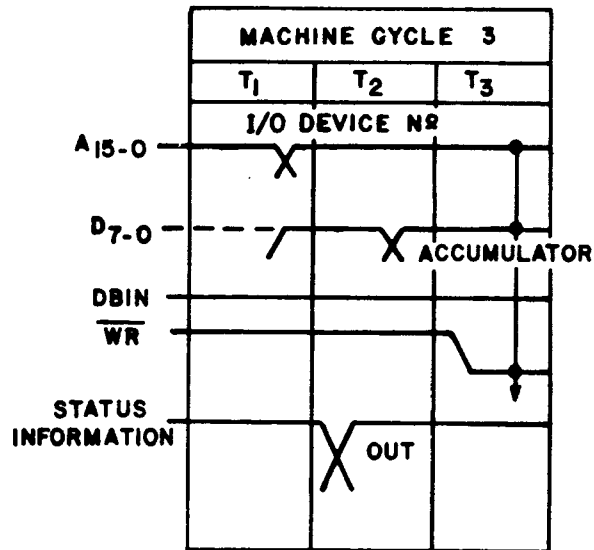 MACHINE CYCLE 3
T1 T2 T3
I/O DEVICE Nº
A15-0
D7-0
ACCUMULATOR
DBIN
WR
STATUS
INFORMATION
OUT